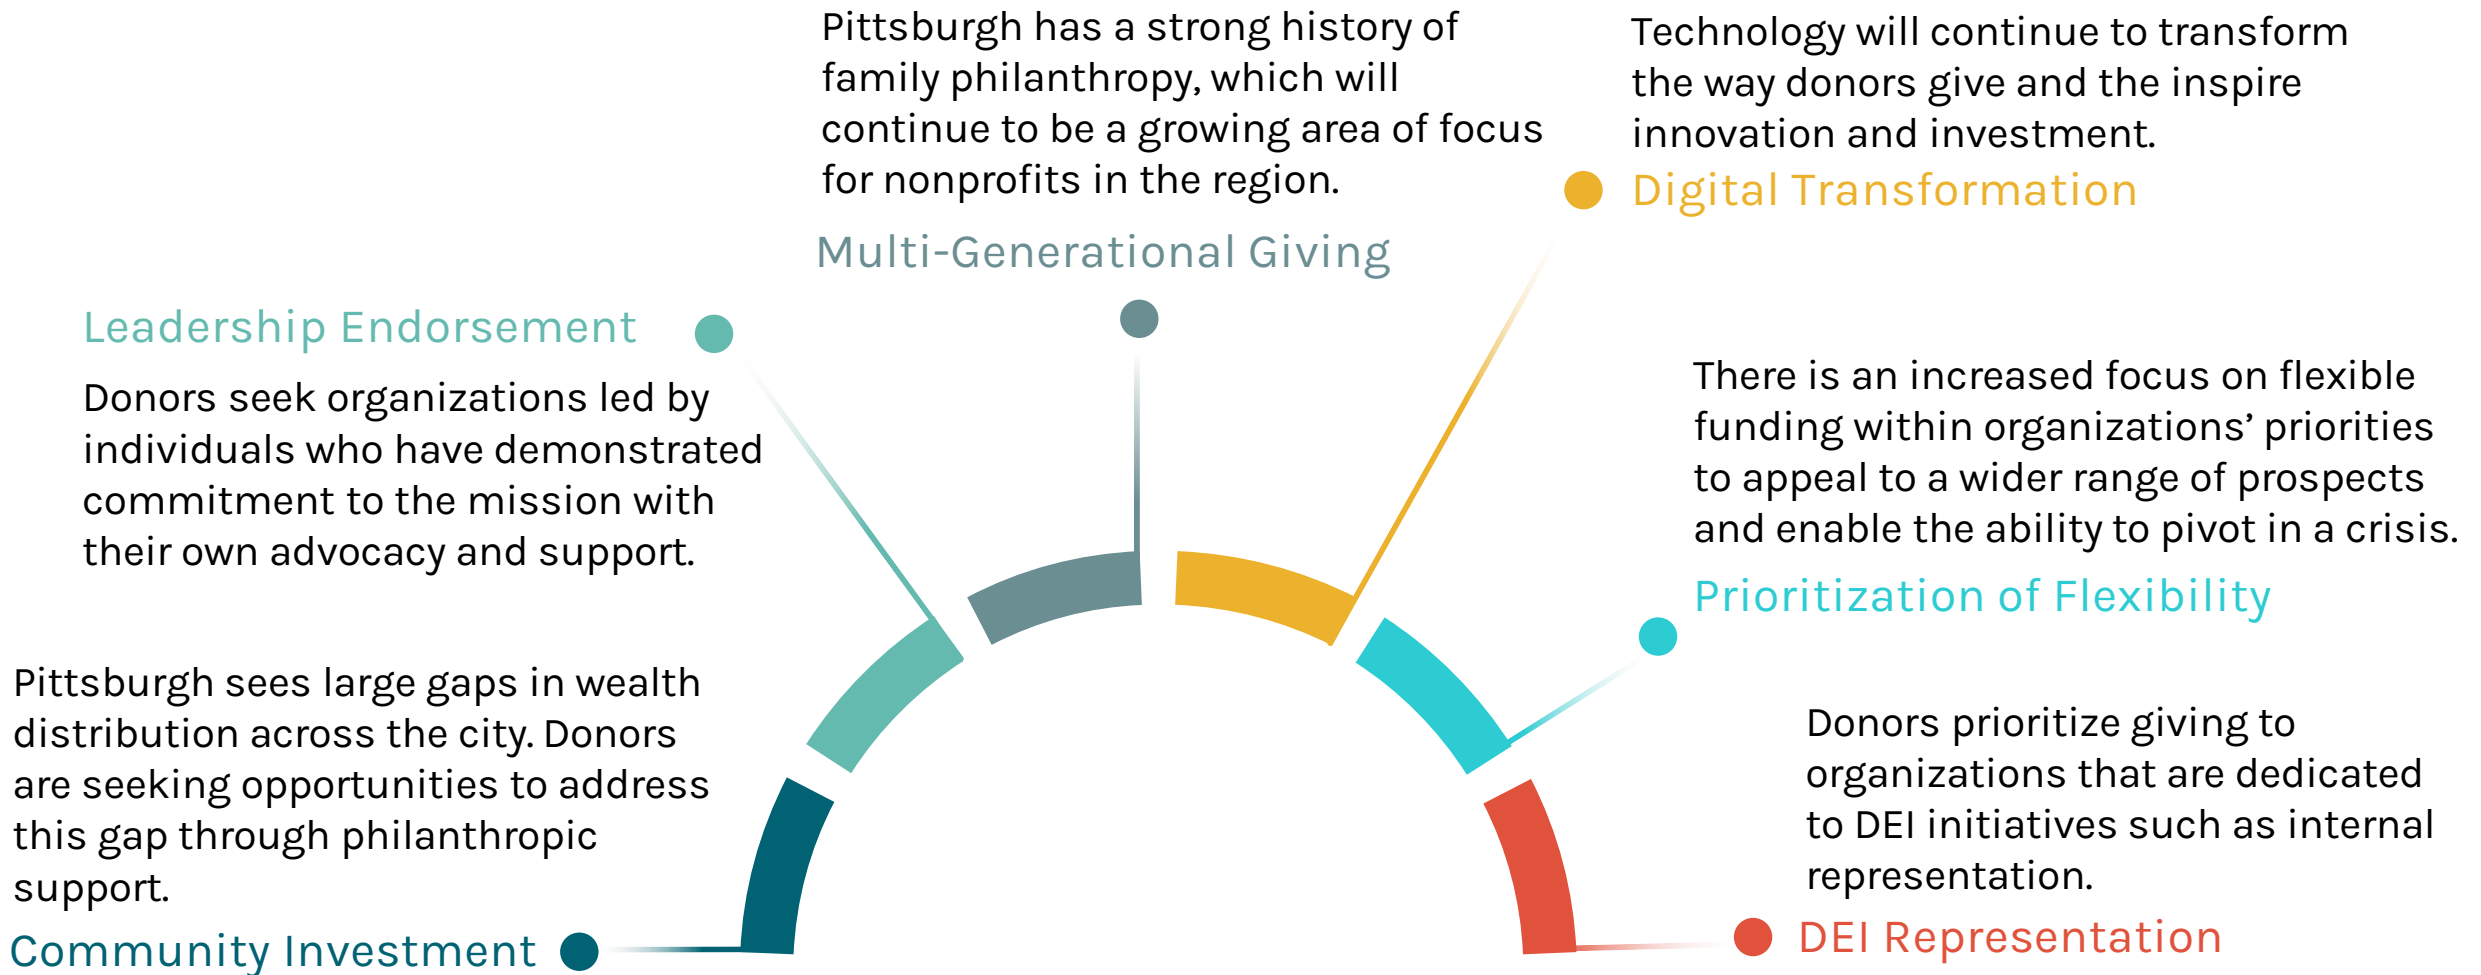 Pittsburgh has a strong history of
family philanthropy, which will
continue to be a growing area of focus
for nonprofits in the region.
Multi-Generational Giving
Technology will continue to transform
the way donors give and the inspire
innovation and investment.
Digital Transformation
Leadership Endorsement
Donors seek organizations led by
individuals who have demonstrated
commitment to the mission with
their own advocacy and support.
There is an increased focus on flexible
funding within organizations’ priorities
to appeal to a wider range of prospects
and enable the ability to pivot in a crisis.
Prioritization of Flexibility
Pittsburgh sees large gaps in wealth
distribution across the city. Donors
are seeking opportunities to address
this gap through philanthropic
support.
Community Investment
Donors prioritize giving to
organizations that are dedicated
to DEI initiatives such as internal
representation.
DEI Representation